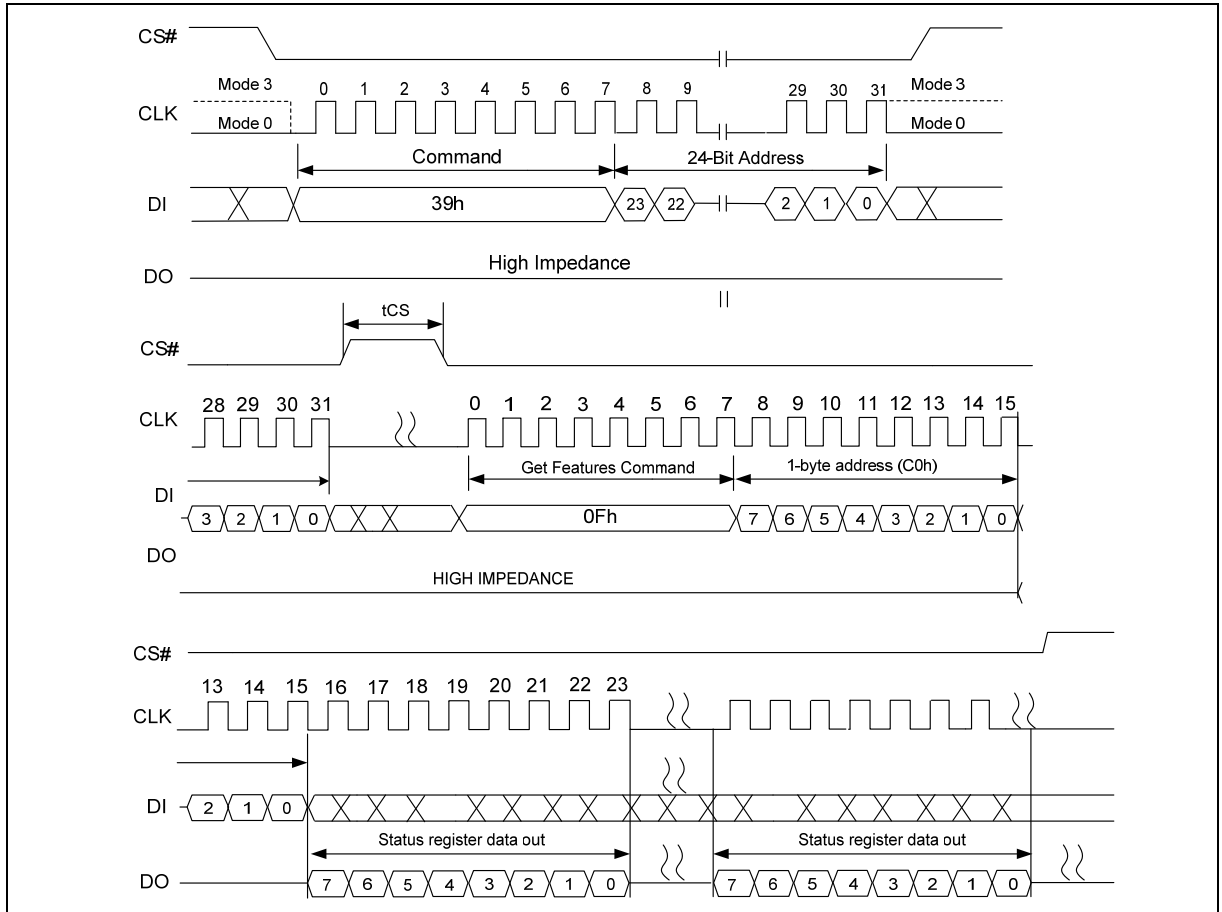 CS#
Mode 3
0 1 2 3 4 5 6 7 8 9 29 30 31
Mode 3
CLK
Mode 0
Mode 0
Command
24-Bit Address
DI
39h
23 22 2 1 0
High Impedance
DO
tCS
CS#
28 29 30 31 0 1 2 3 4 5 6 7 8 9 10 11 12 13 14 15
CLK
Get Features Command
1-byte address (C0h)
DI
3 2 1 0 0Fh 7 6 5 4 3 2 1 0
DO
HIGH IMPEDANCE
CS#
13 14 15 16 17 18 19 20 21 22 23
CLK
DI
2 1 0
Status register data out
Status register data out
DO
7 6 5 4 3 2 1 0 7 6 5 4 3 2 1 0